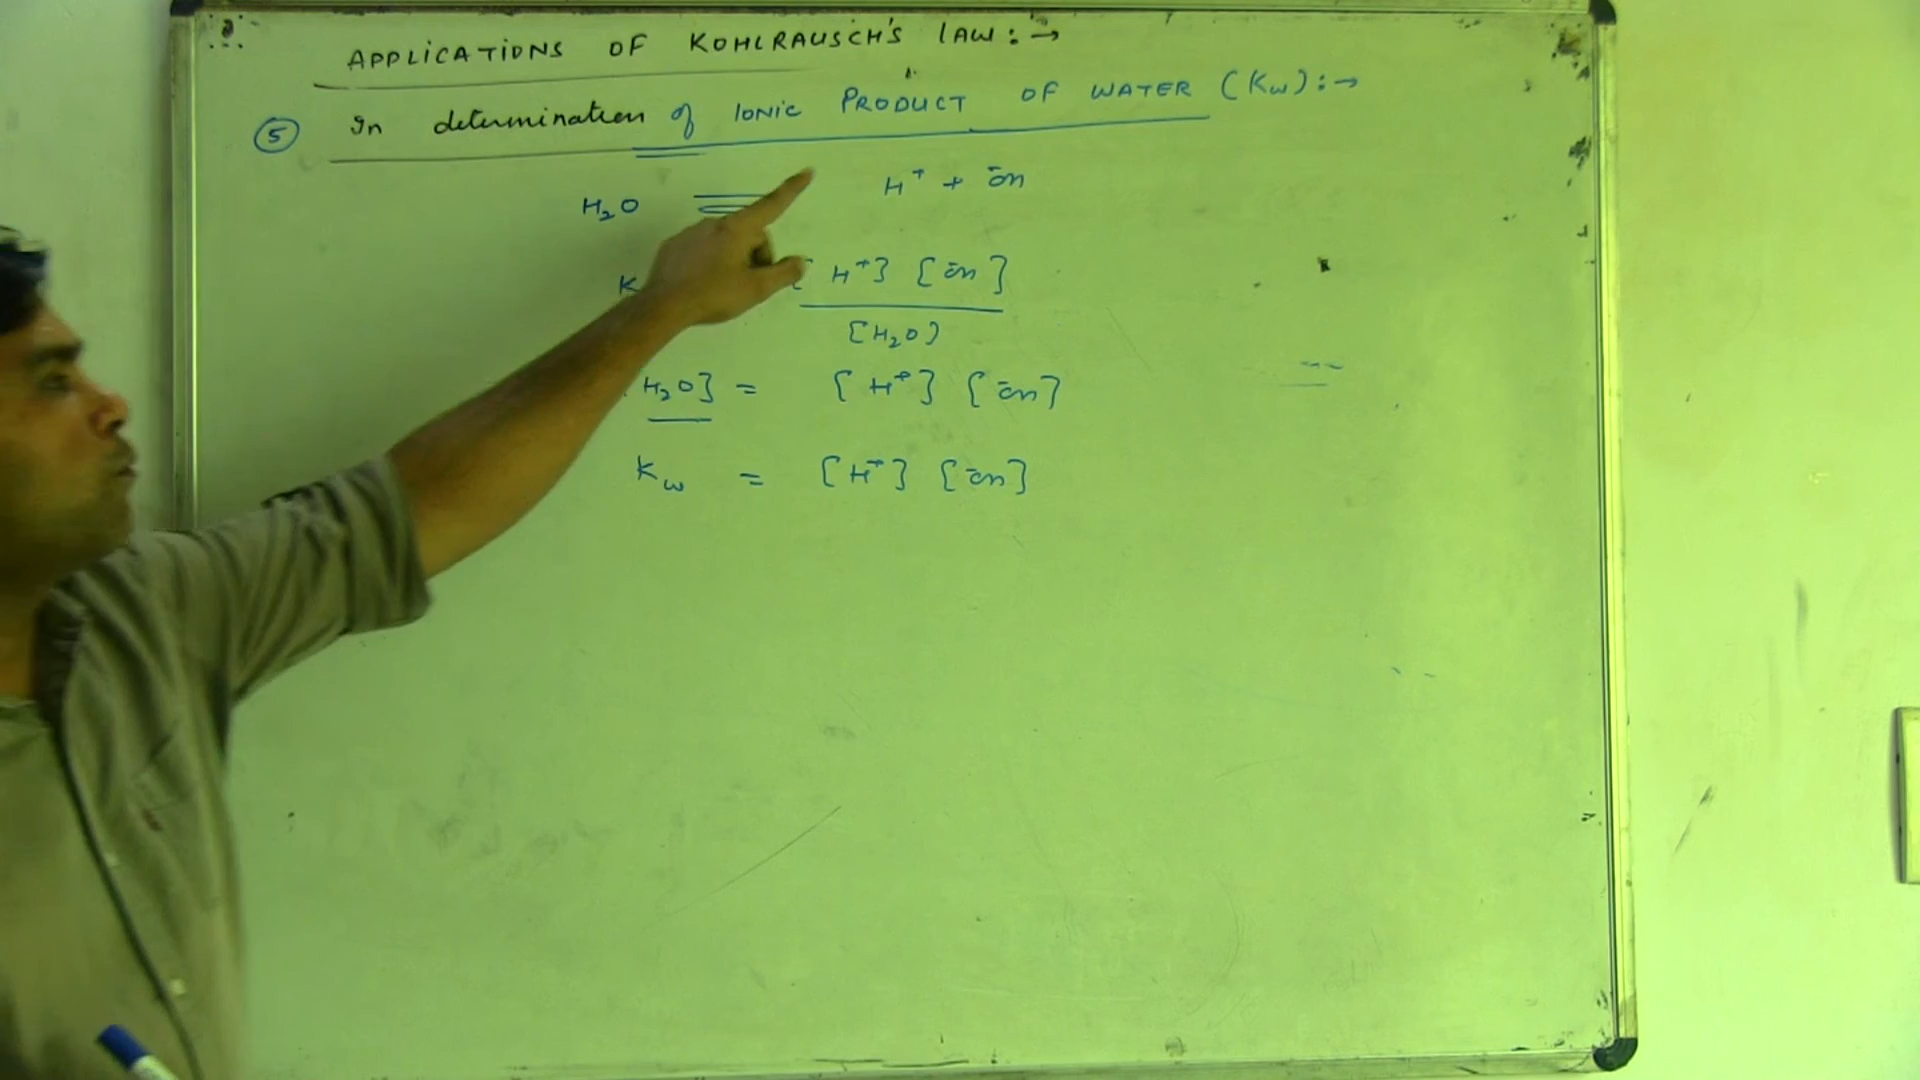 APPLICATIONS OF KOHLRAUSCH'S LAW:→
⑤ In determination of IONIC PRODUCT OF WATER (Kw):→
H₂O ⇌ H⁺ + ŌH
K [H⁺] [ŌH]
[H₂O]
H₂O] = [H⁺] [ŌH]
Kw = [H⁺] [ŌH]